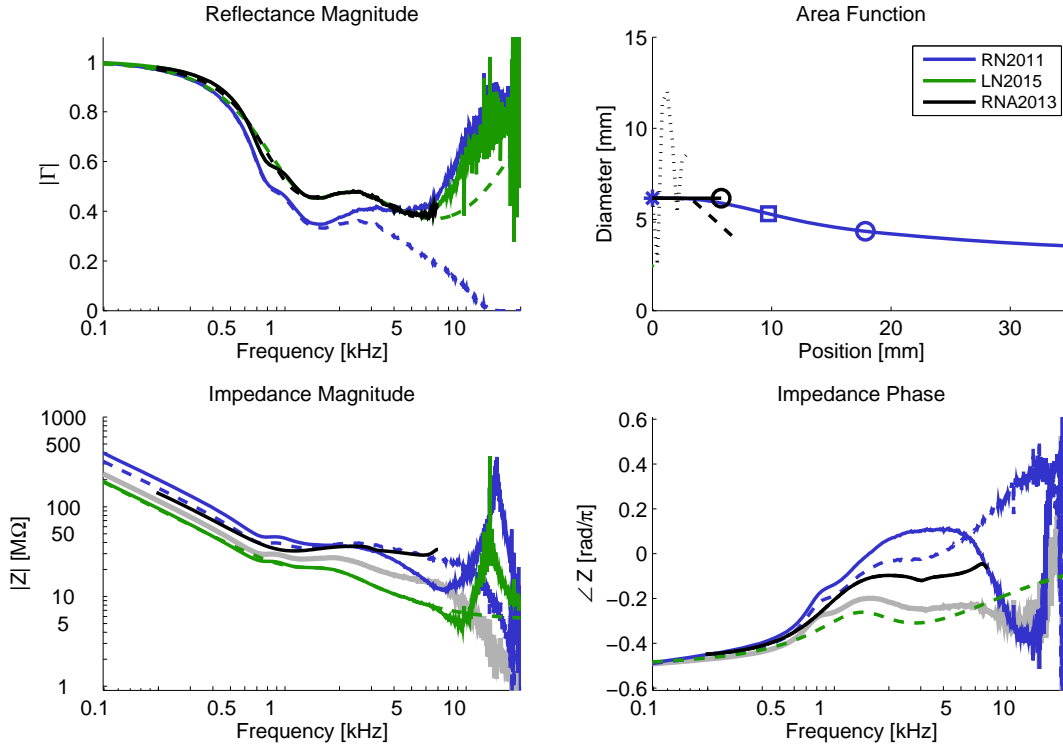 Reflectance Magnitude
|Γ|
1
0.8
0.6
0.4
0.2
0
0.1 0.5 1 5 10
Frequency [kHz]
Area Function
Diameter [mm]
15
10
5
0
0 10 20 30
Position [mm]
RN2011
LN2015
RNA2013
Impedance Magnitude
|Z| [MΩ]
1000
500
100
50
10
5
1
0.1 0.5 1 5 10
Frequency [kHz]
Impedance Phase
∠ Z [rad/π]
0.6
0.4
0.2
0
−0.2
−0.4
−0.6
0.1 0.5 1 5 10
Frequency [kHz]